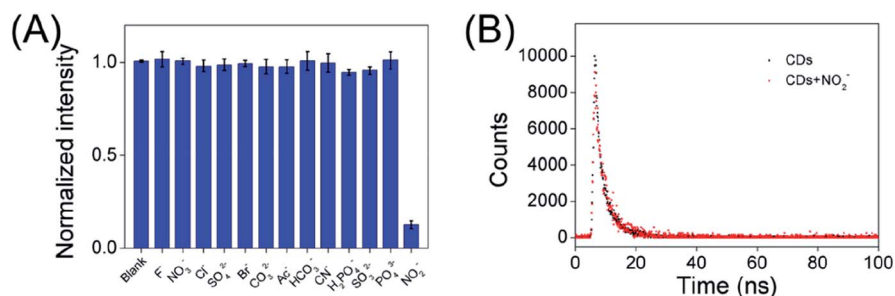 (A)
Normalized intensity
1.0
0.5
0.0
Blank
F⁻
NO₃⁻
Cl⁻
SO₄²⁻
Br⁻
CO₃²⁻
Ac⁻
HCO₃⁻
CN⁻
H₂PO₄⁻
SO₃²⁻
PO₄³⁻
NO₂⁻
(B)
Counts
10000
8000
6000
4000
2000
0
CDs
CDs+NO₂⁻
0 20 40 60 80 100
Time (ns)